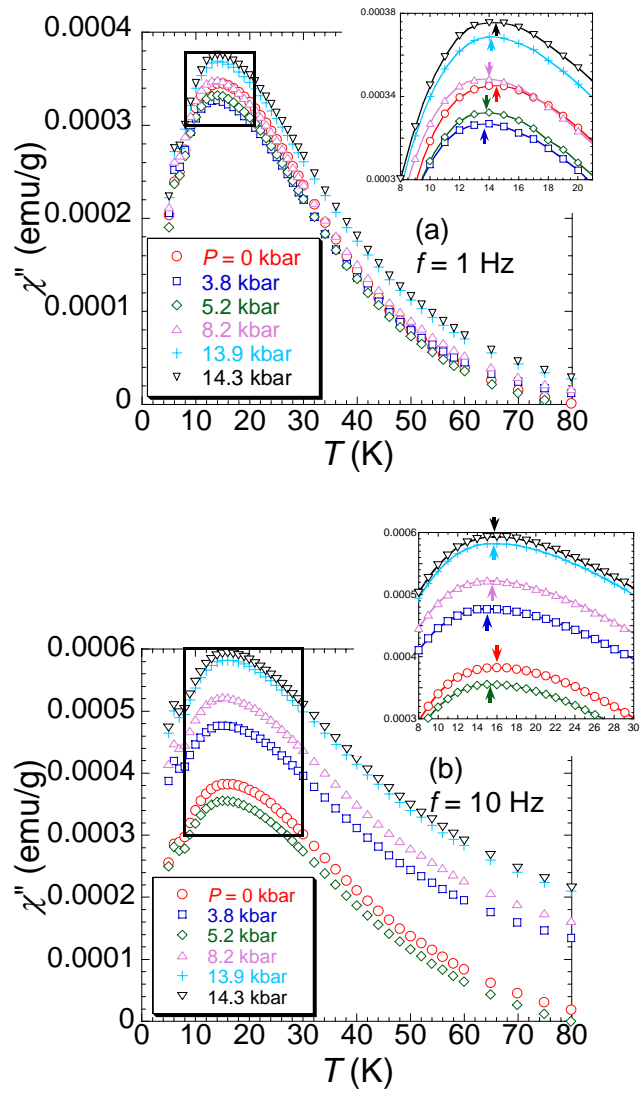 0.0004
0.0003
0.0002
0.0001
0
χ" (emu/g)
0 10 20 30 40 50 60 70 80
T (K)
0.00038
0.00034
0.0003
8 10 12 14 16 18 20
(a)
f = 1 Hz
P = 0 kbar
3.8 kbar
5.2 kbar
8.2 kbar
13.9 kbar
14.3 kbar
0.0006
0.0005
0.0004
0.0003
0.0002
0.0001
0
χ" (emu/g)
0 10 20 30 40 50 60 70 80
T (K)
0.0006
0.0005
0.0004
0.0003
8 10 12 14 16 18 20 22 24 26 28 30
(b)
f = 10 Hz
P = 0 kbar
3.8 kbar
5.2 kbar
8.2 kbar
13.9 kbar
14.3 kbar